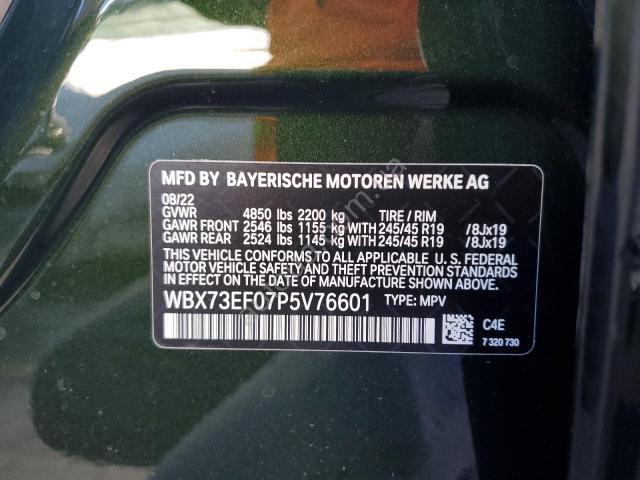 MFD BY BAYERISCHE MOTOREN WERKE AG
08/22
GVWR 4850 lbs 2200 kg TIRE / RIM
GAWR FRONT 2546 lbs 1155 kg WITH 245/45 R19 /8Jx19
GAWR REAR 2524 lbs 1145 kg WITH 245/45 R19 /8Jx19
THIS VEHICLE CONFORMS TO ALL APPLICABLE U. S. FEDERAL
MOTOR VEHICLE SAFETY AND THEFT PREVENTION STANDARDS
IN EFFECT ON THE DATE OF MANUFACTURE SHOWN ABOVE.
WBX73EF07P5V76601 TYPE: MPV
C4E
7 320 730